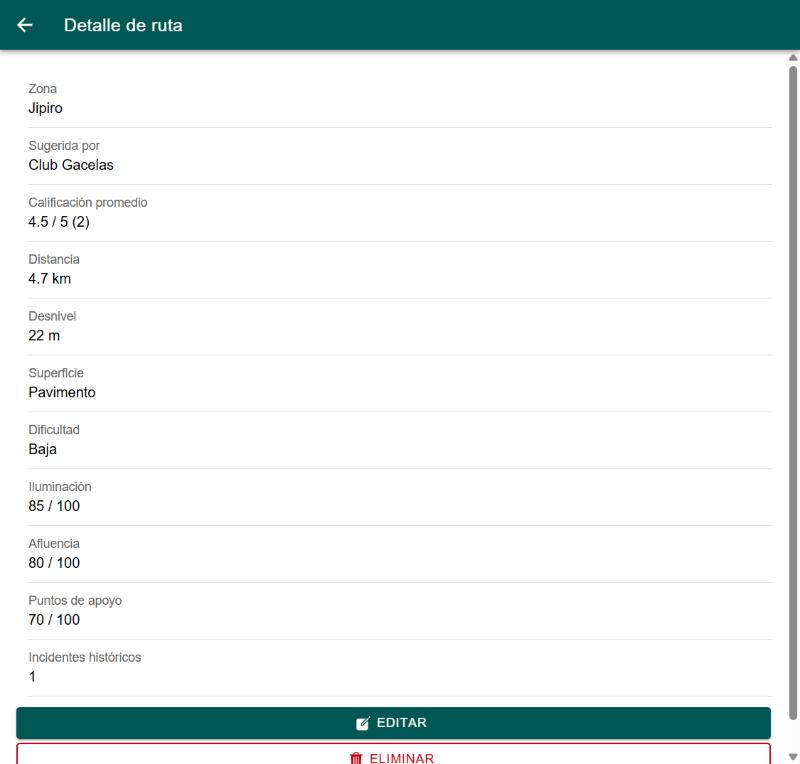 Detalle de ruta
Zona
Jipiro
Sugerida por
Club Gacelas
Calificación promedio
4.5 / 5 (2)
Distancia
4.7 km
Desnivel
22 m
Superficie
Pavimento
Dificultad
Baja
Iluminación
85 / 100
Afluencia
80 / 100
Puntos de apoyo
70 / 100
Incidentes históricos
1
EDITAR
ELIMINAR